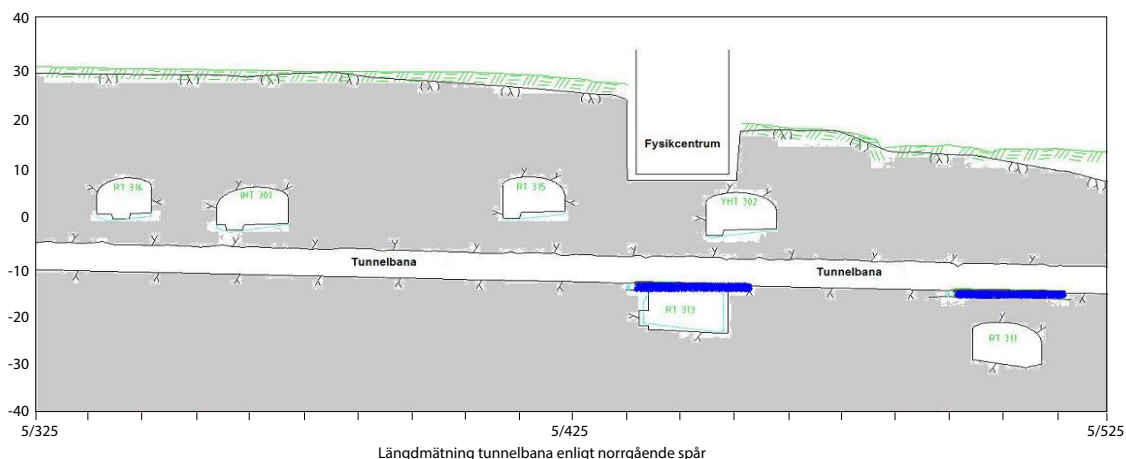 40
30
20
10
0
-10
-20
-30
-40
Fysikcentrum
RT 316
IHT 301
RT 315
YHT 302
Tunnelbana
Tunnelbana
RT 313
RT 311
5/325
5/425
5/525
Längdmätning tunnelbana enligt norrgående spår